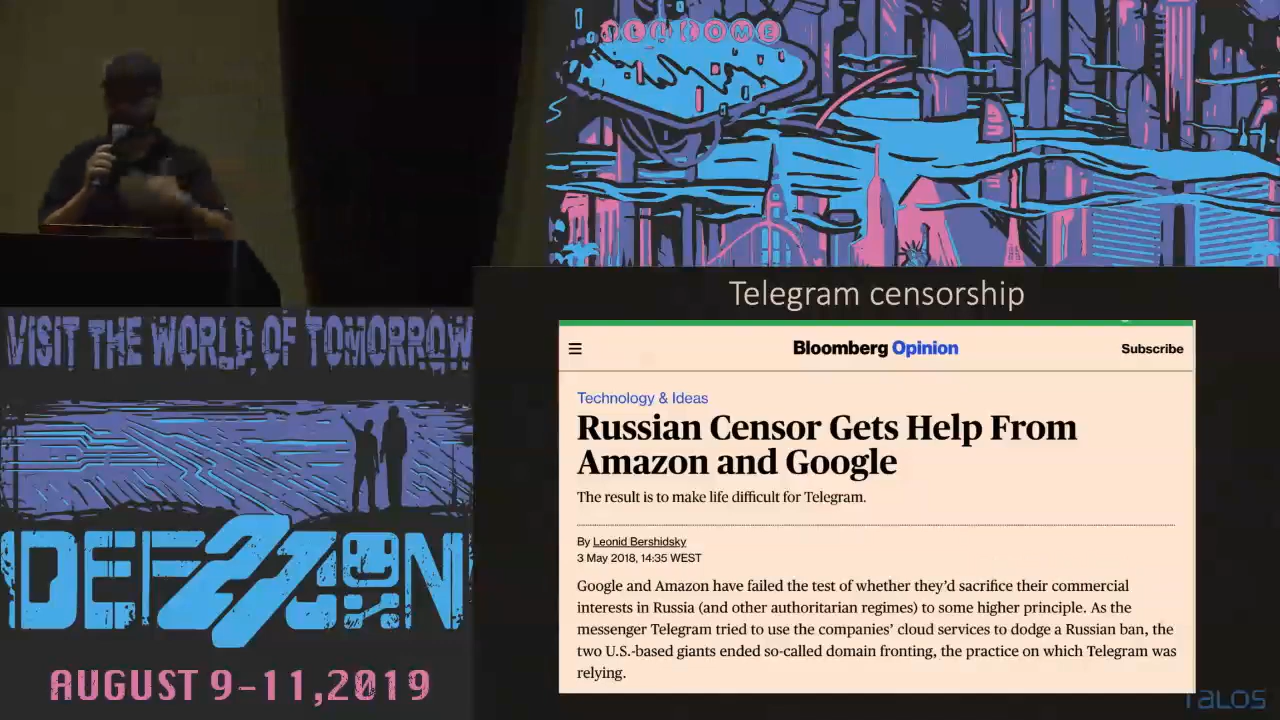 WELCOME
VISIT THE WORLD OF TOMORROW
DEF 27 CON
AUGUST 9-11,2019
Telegram censorship
Bloomberg Opinion
Subscribe
Technology & Ideas
Russian Censor Gets Help From
Amazon and Google
The result is to make life difficult for Telegram.
By Leonid Bershidsky
3 May 2018, 14:35 WEST
Google and Amazon have failed the test of whether they'd sacrifice their commercial
interests in Russia (and other authoritarian regimes) to some higher principle. As the
messenger Telegram tried to use the companies' cloud services to dodge a Russian ban, the
two U.S.-based giants ended so-called domain fronting, the practice on which Telegram was
relying.
TALOS